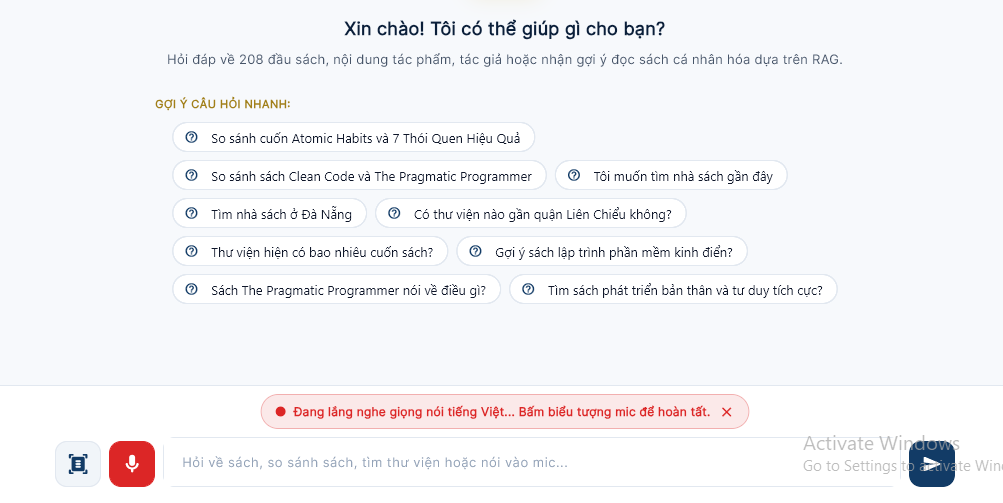 Xin chào! Tôi có thể giúp gì cho bạn?
Hỏi đáp về 208 đầu sách, nội dung tác phẩm, tác giả hoặc nhận gợi ý đọc sách cá nhân hóa dựa trên RAG.
GỢI Ý CÂU HỎI NHANH:
So sánh cuốn Atomic Habits và 7 Thói Quen Hiệu Quả
So sánh sách Clean Code và The Pragmatic Programmer
Tôi muốn tìm nhà sách gần đây
Tìm nhà sách ở Đà Nẵng
Có thư viện nào gần quận Liên Chiểu không?
Thư viện hiện có bao nhiêu cuốn sách?
Gợi ý sách lập trình phần mềm kinh điển?
Sách The Pragmatic Programmer nói về điều gì?
Tìm sách phát triển bản thân và tư duy tích cực?
Đang lắng nghe giọng nói tiếng Việt... Bấm biểu tượng mic để hoàn tất.
Hỏi về sách, so sánh sách, tìm thư viện hoặc nói vào mic...
Activate Windows
Go to Settings to activate Win